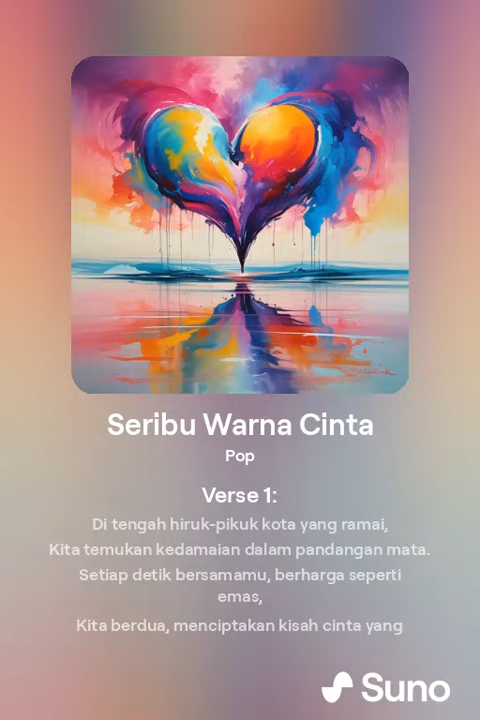 Seribu Warna Cinta
Pop
Verse 1:
Di tengah hiruk-pikuk kota yang ramai,
Kita temukan kedamaian dalam pandangan mata.
Setiap detik bersamamu, berharga seperti
emas,
Kita berdua, menciptakan kisah cinta yang
Suno